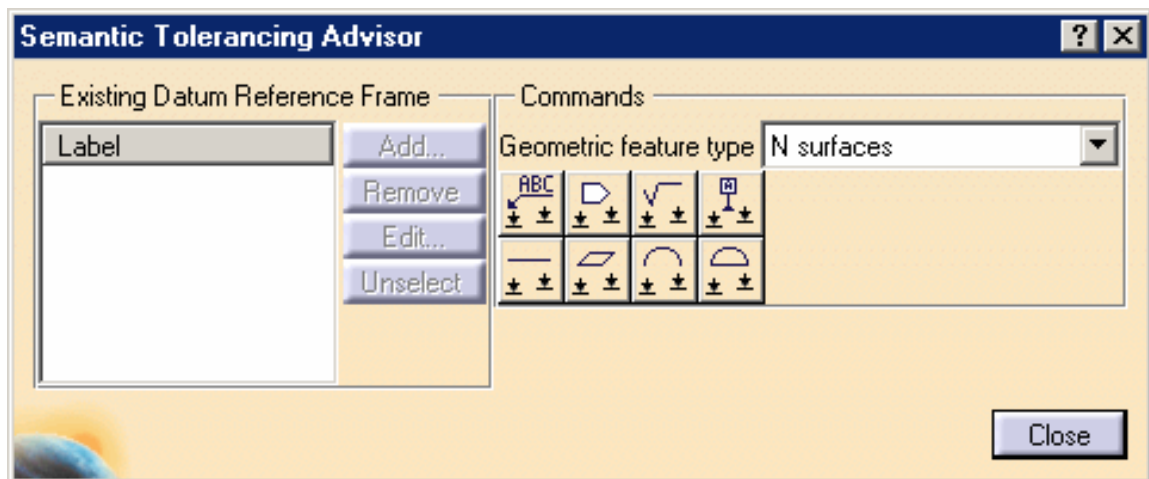 Semantic Tolerancing Advisor
Existing Datum Reference Frame
Commands
Label
Add...
Remove
Edit...
Unselect
Geometric feature type N surfaces
ABC
A
Close